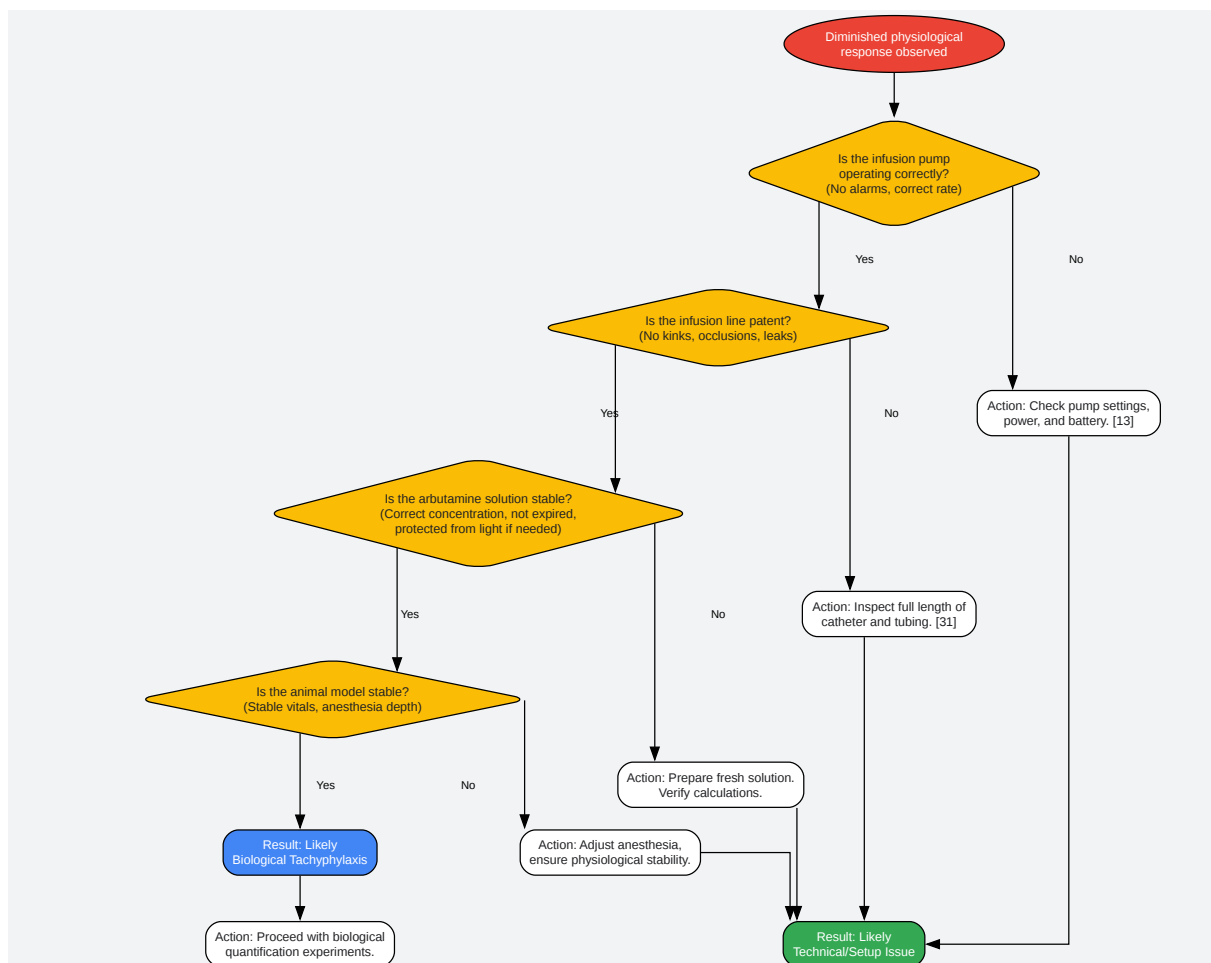 Diminished physiological
response observed
Is the infusion pump
operating correctly?
(No alarms, correct rate)
Yes
No
Is the infusion line patent?
(No kinks, occlusions, leaks)
Action: Check pump settings,
power, and battery. [13]
Yes
No
Is the arbutamine solution stable?
(Correct concentration, not expired,
protected from light if needed)
Yes
No
Action: Inspect full length of
catheter and tubing. [31]
Is the animal model stable?
(Stable vitals, anesthesia depth)
Yes
No
Action: Prepare fresh solution.
Verify calculations.
Result: Likely
Biological Tachyphylaxis
Action: Adjust anesthesia,
ensure physiological stability.
Action: Proceed with biological
quantification experiments.
Result: Likely
Technical/Setup Issue